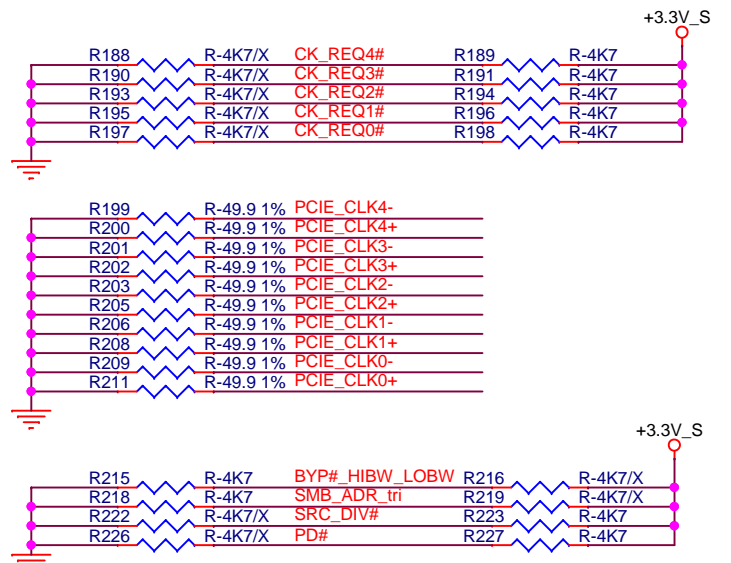 +3.3V_S
R188 R-4K7/X CK_REQ4# R189 R-4K7
R190 R-4K7/X CK_REQ3# R191 R-4K7
R193 R-4K7/X CK_REQ2# R194 R-4K7
R195 R-4K7/X CK_REQ1# R196 R-4K7
R197 R-4K7/X CK_REQ0# R198 R-4K7
R199 R-49.9 1% PCIE_CLK4-
R200 R-49.9 1% PCIE_CLK4+
R201 R-49.9 1% PCIE_CLK3-
R202 R-49.9 1% PCIE_CLK3+
R203 R-49.9 1% PCIE_CLK2-
R205 R-49.9 1% PCIE_CLK2+
R206 R-49.9 1% PCIE_CLK1-
R208 R-49.9 1% PCIE_CLK1+
R209 R-49.9 1% PCIE_CLK0-
R211 R-49.9 1% PCIE_CLK0+
+3.3V_S
R215 R-4K7 BYP#_HIBW_LOBW R216 R-4K7/X
R218 R-4K7 SMB_ADR_tri R219 R-4K7/X
R222 R-4K7/X SRC_DIV# R223 R-4K7
R226 R-4K7/X PD# R227 R-4K7